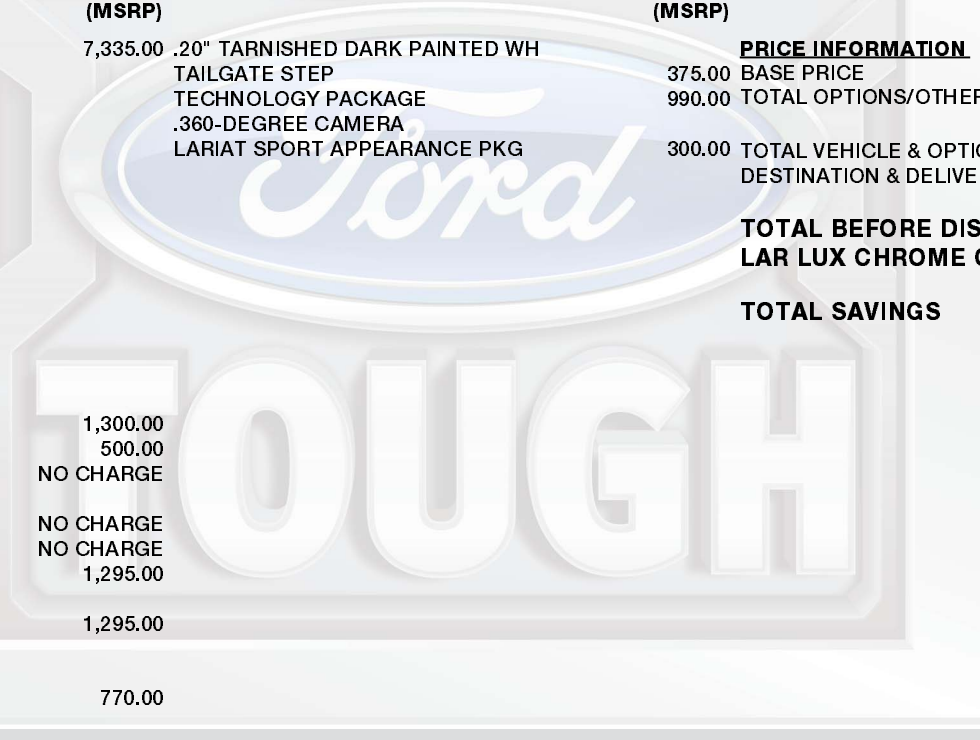 (MSRP)
7,335.00
1,300.00
500.00
NO CHARGE
NO CHARGE
NO CHARGE
1,295.00
1,295.00
770.00
.20" TARNISHED DARK PAINTED WH
TAILGATE STEP
TECHNOLOGY PACKAGE
.360-DEGREE CAMERA
LARIAT SPORT APPEARANCE PKG
(MSRP)
375.00
990.00
300.00
PRICE INFORMATION
BASE PRICE
TOTAL OPTIONS/OTHER
TOTAL VEHICLE & OPTIO
DESTINATION & DELIVE
TOTAL BEFORE DIS
LAR LUX CHROME C
TOTAL SAVINGS
Ford
TOUGH